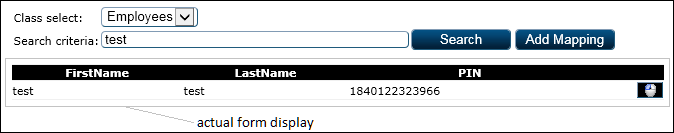 Class select: Employees
Search criteria: test Search Add Mapping
FirstName LastName PIN
test test 1840122323966
actual form display